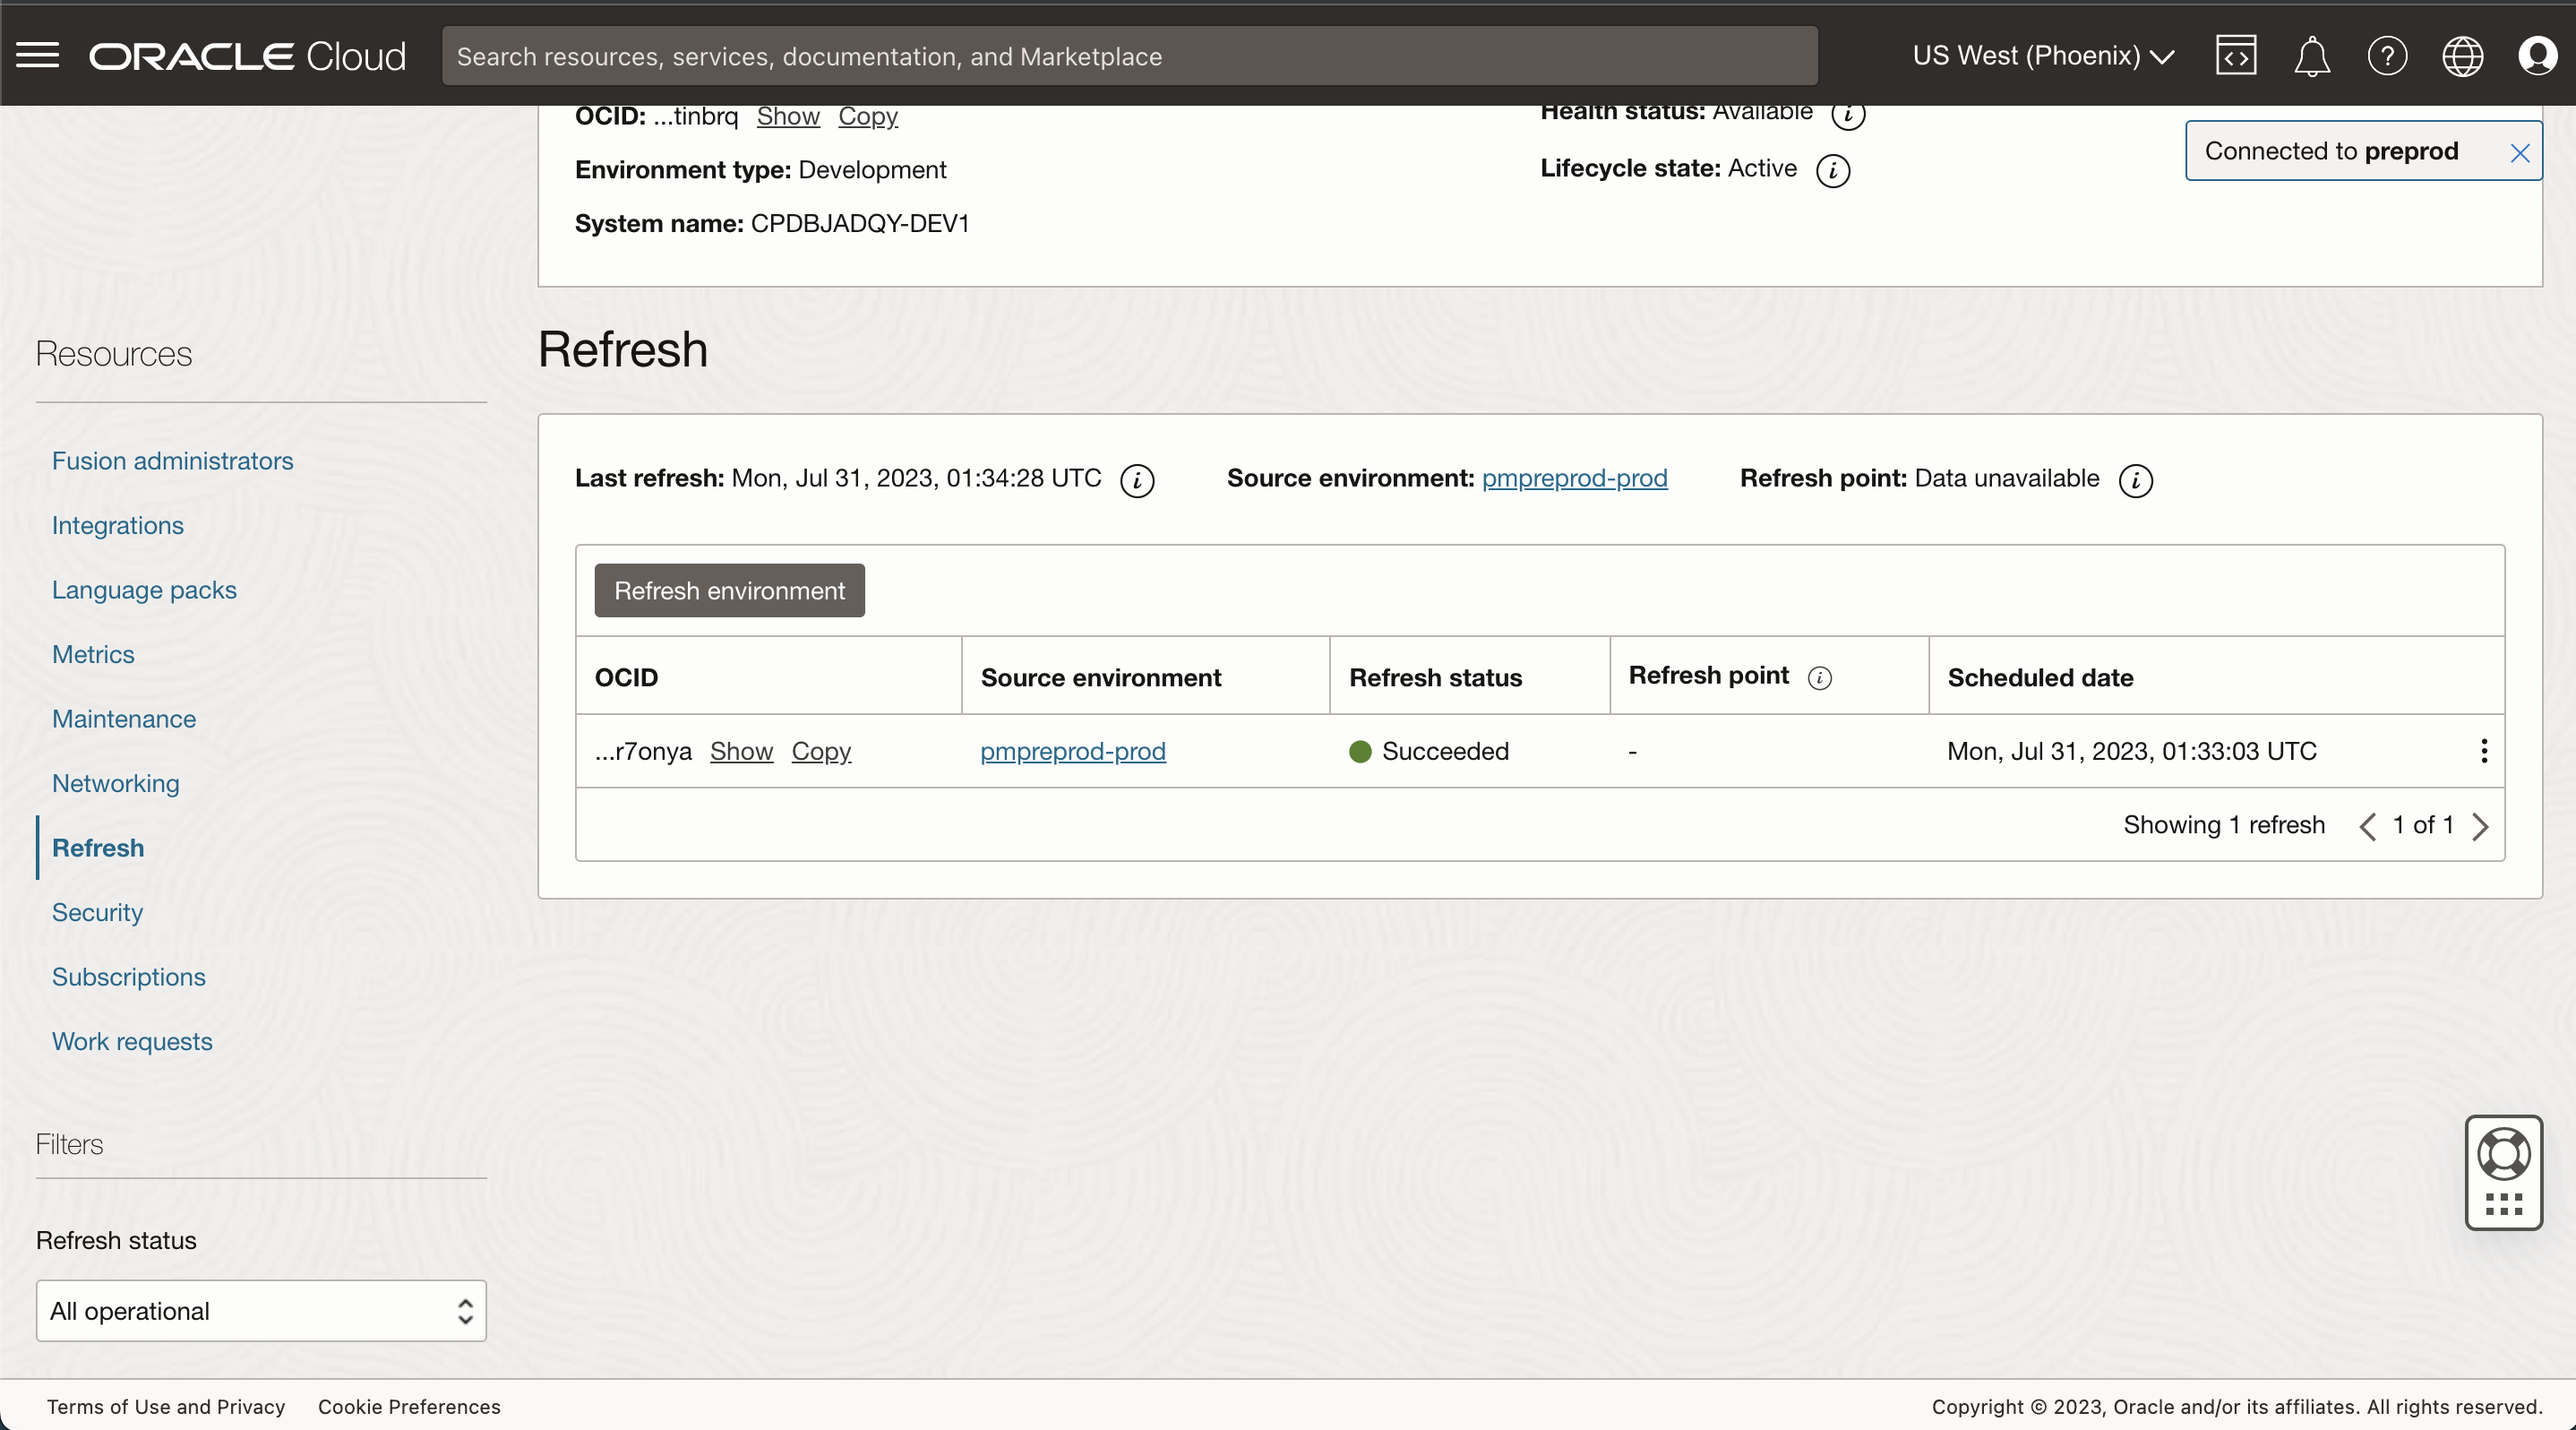 ORACLE Cloud
Search resources, services, documentation, and Marketplace
US West (Phoenix)
OCID: ...tinbrq Show Copy
Health status: Available
Connected to preprod
Environment type: Development
Lifecycle state: Active
System name: CPDBJADQY-DEV1
Resources
Fusion administrators
Integrations
Language packs
Metrics
Maintenance
Networking
Refresh
Security
Subscriptions
Work requests
Filters
Refresh status
All operational
Refresh
Last refresh: Mon, Jul 31, 2023, 01:34:28 UTC
Source environment: pmpreprod-prod
Refresh point: Data unavailable
Refresh environment
OCID Source environment Refresh status Refresh point Scheduled date
...r7onya Show Copy pmpreprod-prod Succeeded - Mon, Jul 31, 2023, 01:33:03 UTC
Showing 1 refresh 1 of 1
Terms of Use and Privacy Cookie Preferences
Copyright © 2023, Oracle and/or its affiliates. All rights reserved.